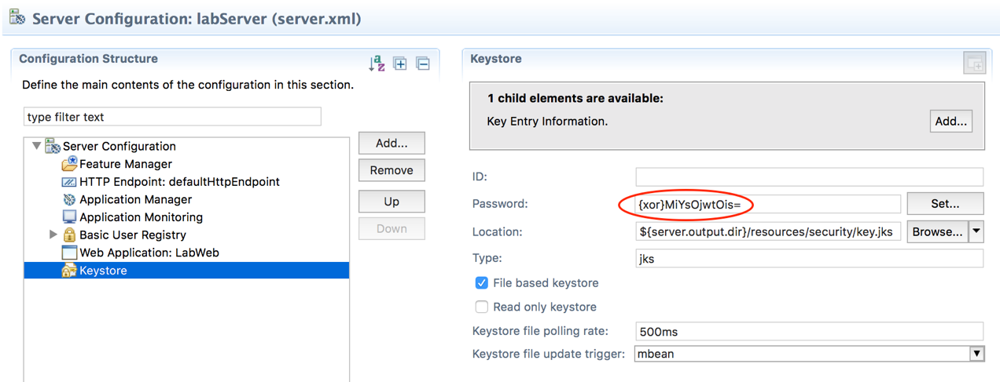 Server Configuration: labServer (server.xml)
Configuration Structure
Define the main contents of the configuration in this section.
type filter text
Server Configuration
Feature Manager
HTTP Endpoint: defaultHttpEndpoint
Application Manager
Application Monitoring
Basic User Registry
Web Application: LabWeb
Keystore
Add...
Remove
Up
Down
Keystore
1 child elements are available:
Key Entry Information.
Add...
ID:
Password: {xor}MiYsOjwtOis= Set...
Location: ${server.output.dir}/resources/security/key.jks Browse...
Type: jks
File based keystore
Read only keystore
Keystore file polling rate: 500ms
Keystore file update trigger: mbean